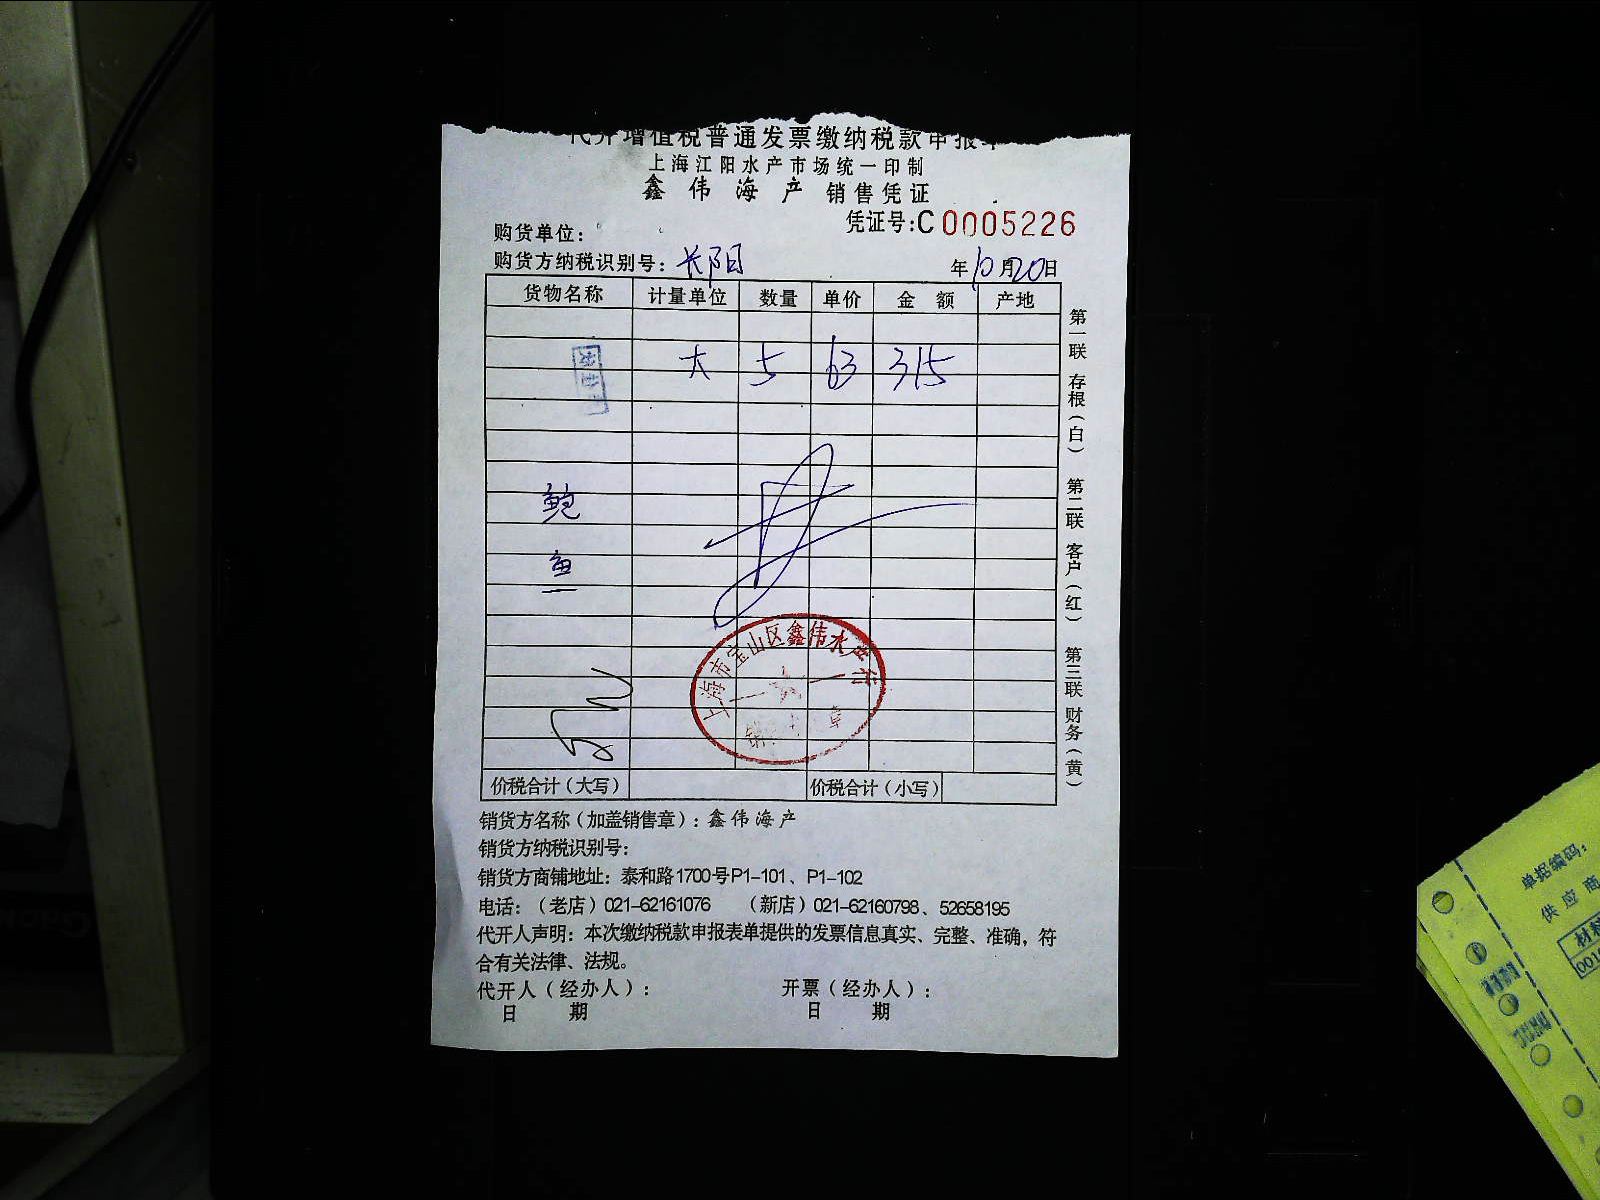 代开增值税普通发票缴纳税款申报单
上海江阳水产市场统一印制
鑫伟海产 销售凭证
凭证号:C 0005226
购货单位:
购货方纳税识别号: 长阳
年10月20日
货物名称 计量单位 数量 单价 金额 产地
大 5 63 315
鲍
鱼
上海市宝山区鑫伟水产行
价税合计(大写) 价税合计(小写)
第一联 存根(白) 第二联 客户(红) 第三联 财务(黄)
销货方名称(加盖销售章): 鑫伟海产
销货方纳税识别号:
销货方商铺地址: 泰和路1700号P1-101、P1-102
电话: (老店)021-62161076 (新店)021-62160798、52658195
代开人声明: 本次缴纳税款申报表单提供的发票信息真实、完整、准确, 符
合有关法律、法规。
代开人(经办人): 开票(经办人):
日 期 日 期
单据编码:
供应商